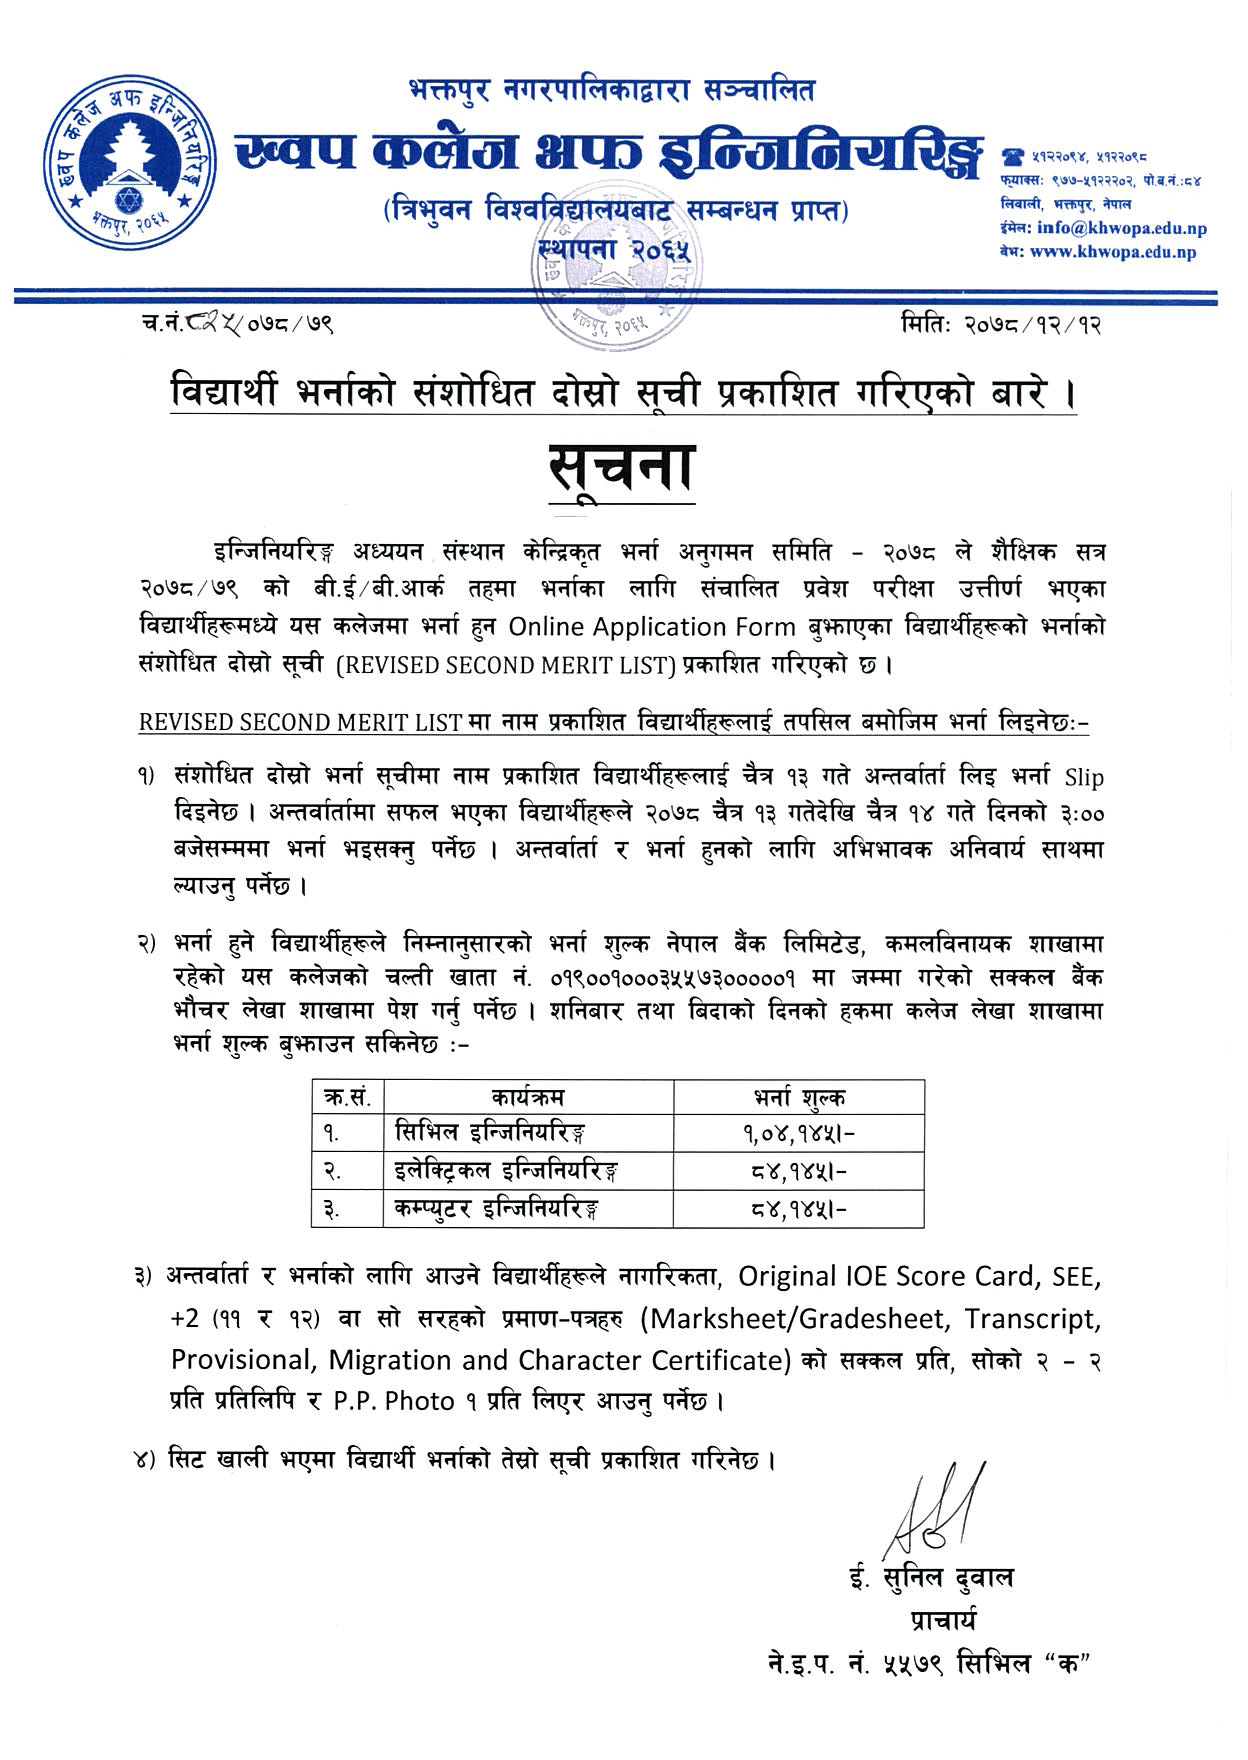 भक्तपुर नगरपालिकाद्वारा सञ्चालित
ख्वप कलेज अफ इन्जिनियरिङ्ग
(त्रिभुवन विश्वविद्यालयबाट सम्बन्धन प्राप्त)
स्थापना २०६५
ख्वप कलेज अफ इन्जिनियरिङ्ग
भक्तपुर, २०६५
☎ ५१२२०९४, ५१२२०९८
फ्याक्सः ९७७-५१२२२०२, पो.ब.नं.:८४
लिवाली, भक्तपुर, नेपाल
ईमेल: info@khwopa.edu.np
वेभ: www.khwopa.edu.np
भक्तपुर, २०६५
च.नं.८२५/०७८/७९
मितिः २०७८/१२/१२
विद्यार्थी भर्नाको संशोधित दोस्रो सूची प्रकाशित गरिएको बारे ।
सूचना
इन्जिनियरिङ्ग अध्ययन संस्थान केन्द्रिकृत भर्ना अनुगमन समिति - २०७८ ले शैक्षिक सत्र
२०७८/७९ को बी.ई/बी.आर्क तहमा भर्नाका लागि संचालित प्रवेश परीक्षा उत्तीर्ण भएका
विद्यार्थीहरूमध्ये यस कलेजमा भर्ना हुन Online Application Form बुझाएका विद्यार्थीहरूको भर्नाको
संशोधित दोस्रो सूची (REVISED SECOND MERIT LIST) प्रकाशित गरिएको छ ।
REVISED SECOND MERIT LIST मा नाम प्रकाशित विद्यार्थीहरूलाई तपसिल बमोजिम भर्ना लिइनेछः-
१) संशोधित दोस्रो भर्ना सूचीमा नाम प्रकाशित विद्यार्थीहरूलाई चैत्र १३ गते अन्तर्वार्ता लिइ भर्ना Slip
दिइनेछ । अन्तर्वार्तामा सफल भएका विद्यार्थीहरूले २०७८ चैत्र १३ गतेदेखि चैत्र १४ गते दिनको ३:००
बजेसम्ममा भर्ना भइसक्नु पर्नेछ । अन्तर्वार्ता र भर्ना हुनको लागि अभिभावक अनिवार्य साथमा
ल्याउनु पर्नेछ ।
२) भर्ना हुने विद्यार्थीहरूले निम्नानुसारको भर्ना शुल्क नेपाल बैंक लिमिटेड, कमलविनायक शाखामा
रहेको यस कलेजको चल्ती खाता नं. ०१९००१०००३५५७३०००००१ मा जम्मा गरेको सक्कल बैंक
भौचर लेखा शाखामा पेश गर्नु पर्नेछ । शनिबार तथा बिदाको दिनको हकमा कलेज लेखा शाखामा
भर्ना शुल्क बुझाउन सकिनेछ :-
क्र.सं. कार्यक्रम भर्ना शुल्क
१. सिभिल इन्जिनियरिङ्ग १,०४,१४५।-
२. इलेक्ट्रिकल इन्जिनियरिङ्ग ८४,१४५।-
३. कम्प्युटर इन्जिनियरिङ्ग ८४,१४५।-
३) अन्तर्वार्ता र भर्नाको लागि आउने विद्यार्थीहरूले नागरिकता, Original IOE Score Card, SEE,
+2 (११ र १२) वा सो सरहको प्रमाण-पत्रहरु (Marksheet/Gradesheet, Transcript,
Provisional, Migration and Character Certificate) को सक्कल प्रति, सोको २ - २
प्रति प्रतिलिपि र P.P. Photo १ प्रति लिएर आउनु पर्नेछ ।
४) सिट खाली भएमा विद्यार्थी भर्नाको तेस्रो सूची प्रकाशित गरिनेछ ।
ई. सुनिल दुवाल
प्राचार्य
ने.इ.प. नं. ५५७९ सिभिल “क”